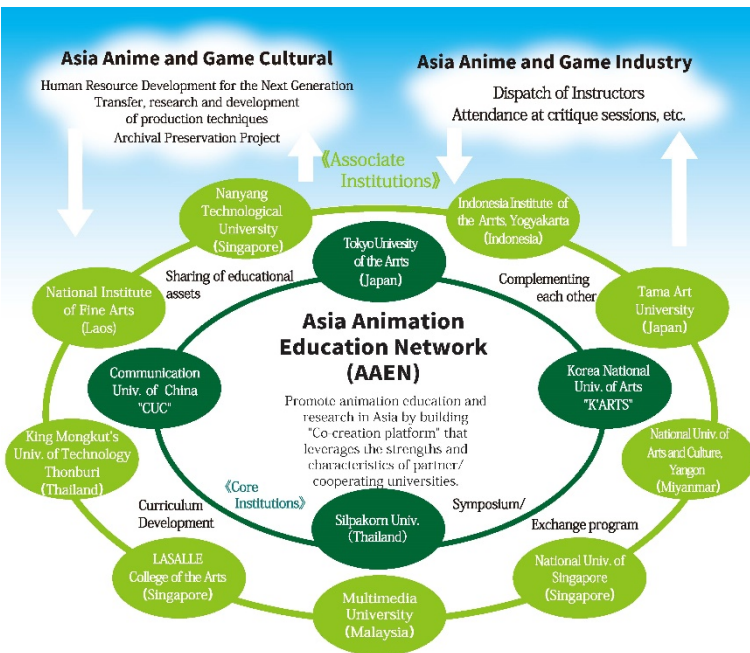 Asia Anime and Game Cultural
Human Resource Development for the Next Generation
Transfer, research and development
of production techniques
Archival Preservation Project
Asia Anime and Game Industry
Dispatch of Instructors
Attendance at critique sessions, etc.
《Associate
Institutions》
Nanyang
Technological
University
(Singapore)
Indonesia Institute of
the Arrts, Yogyakarta
(Indonesia)
Tokyo Univesity
of the Arrts
(Japan)
Sharing of educational
assets
Complementing
each other
National Institute
of Fine Arts
(Laos)
Tama Art
University
(Japan)
Asia Animation
Education Network
(AAEN)
Communication
Univ. of China
"CUC"
Korea National
Univ. of Arts
"K'ARTS"
Promote animation education and
research in Asia by building
"Co-creation platform" that
leverages the strengths and
characteristics of partner/
cooperating universities.
King Mongkut's
Univ. of Technology
Thonburi
(Thailand)
National Univ. of
Arts and Culture,
Yangon
(Miyanmar)
《Core
Institutions》
Curriculum
Development
Symposium/
Exchange program
Silpakorn Univ.
(Thailand)
LASALLE
College of the Arts
(Singapore)
National Univ. of
Singapore
(Singapore)
Multimedia
University
(Malaysia)